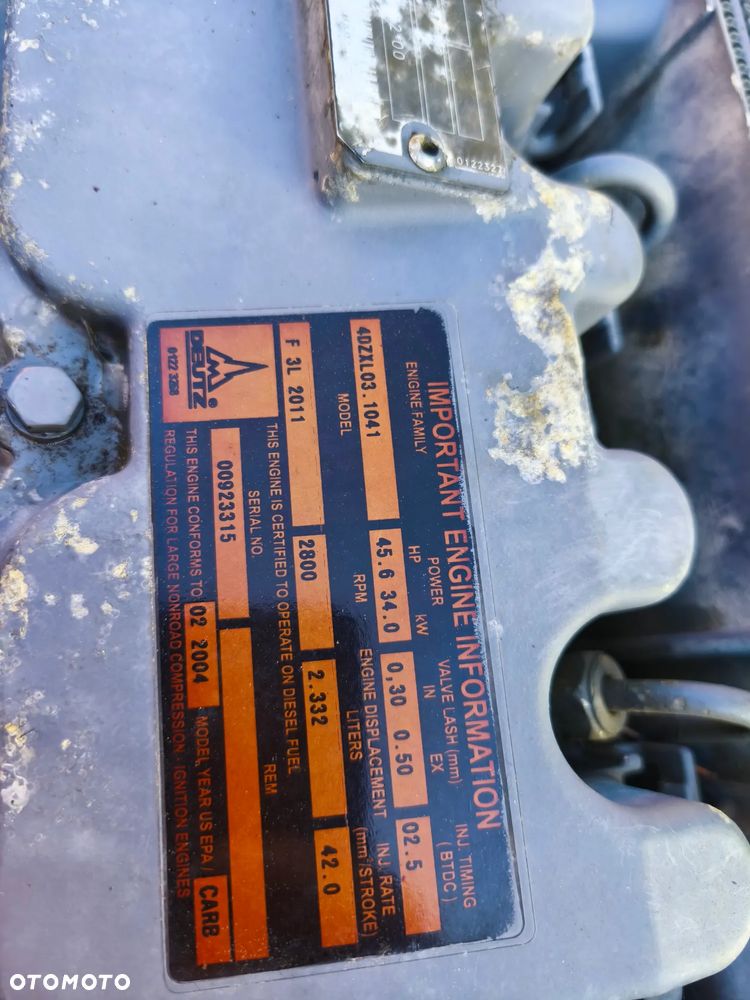 00
0122327
IMPORTANT ENGINE INFORMATION
ENGINE FAMILY POWER VALVE LASH (mm) INJ. TIMING
HP kW IN EX (BTDC)
4DZXL03.1041 45.6 34.0 0,30 0.50 02.5
MODEL RPM ENGINE DISPLACEMENT INJ. RATE
LITERS (mm³/STROKE)
F 3L 2011 2800 2.332 42.0
THIS ENGINE IS CERTIFIED TO OPERATE ON DIESEL FUEL
SERIAL NO. REM
DEUTZ ® 00923315
0122 3268
THIS ENGINE CONFORMS TO 02 2004 MODEL YEAR US EPA / CARB
REGULATION FOR LARGE NONROAD COMPRESSION - IGNITION ENGINES
OTOMOTO